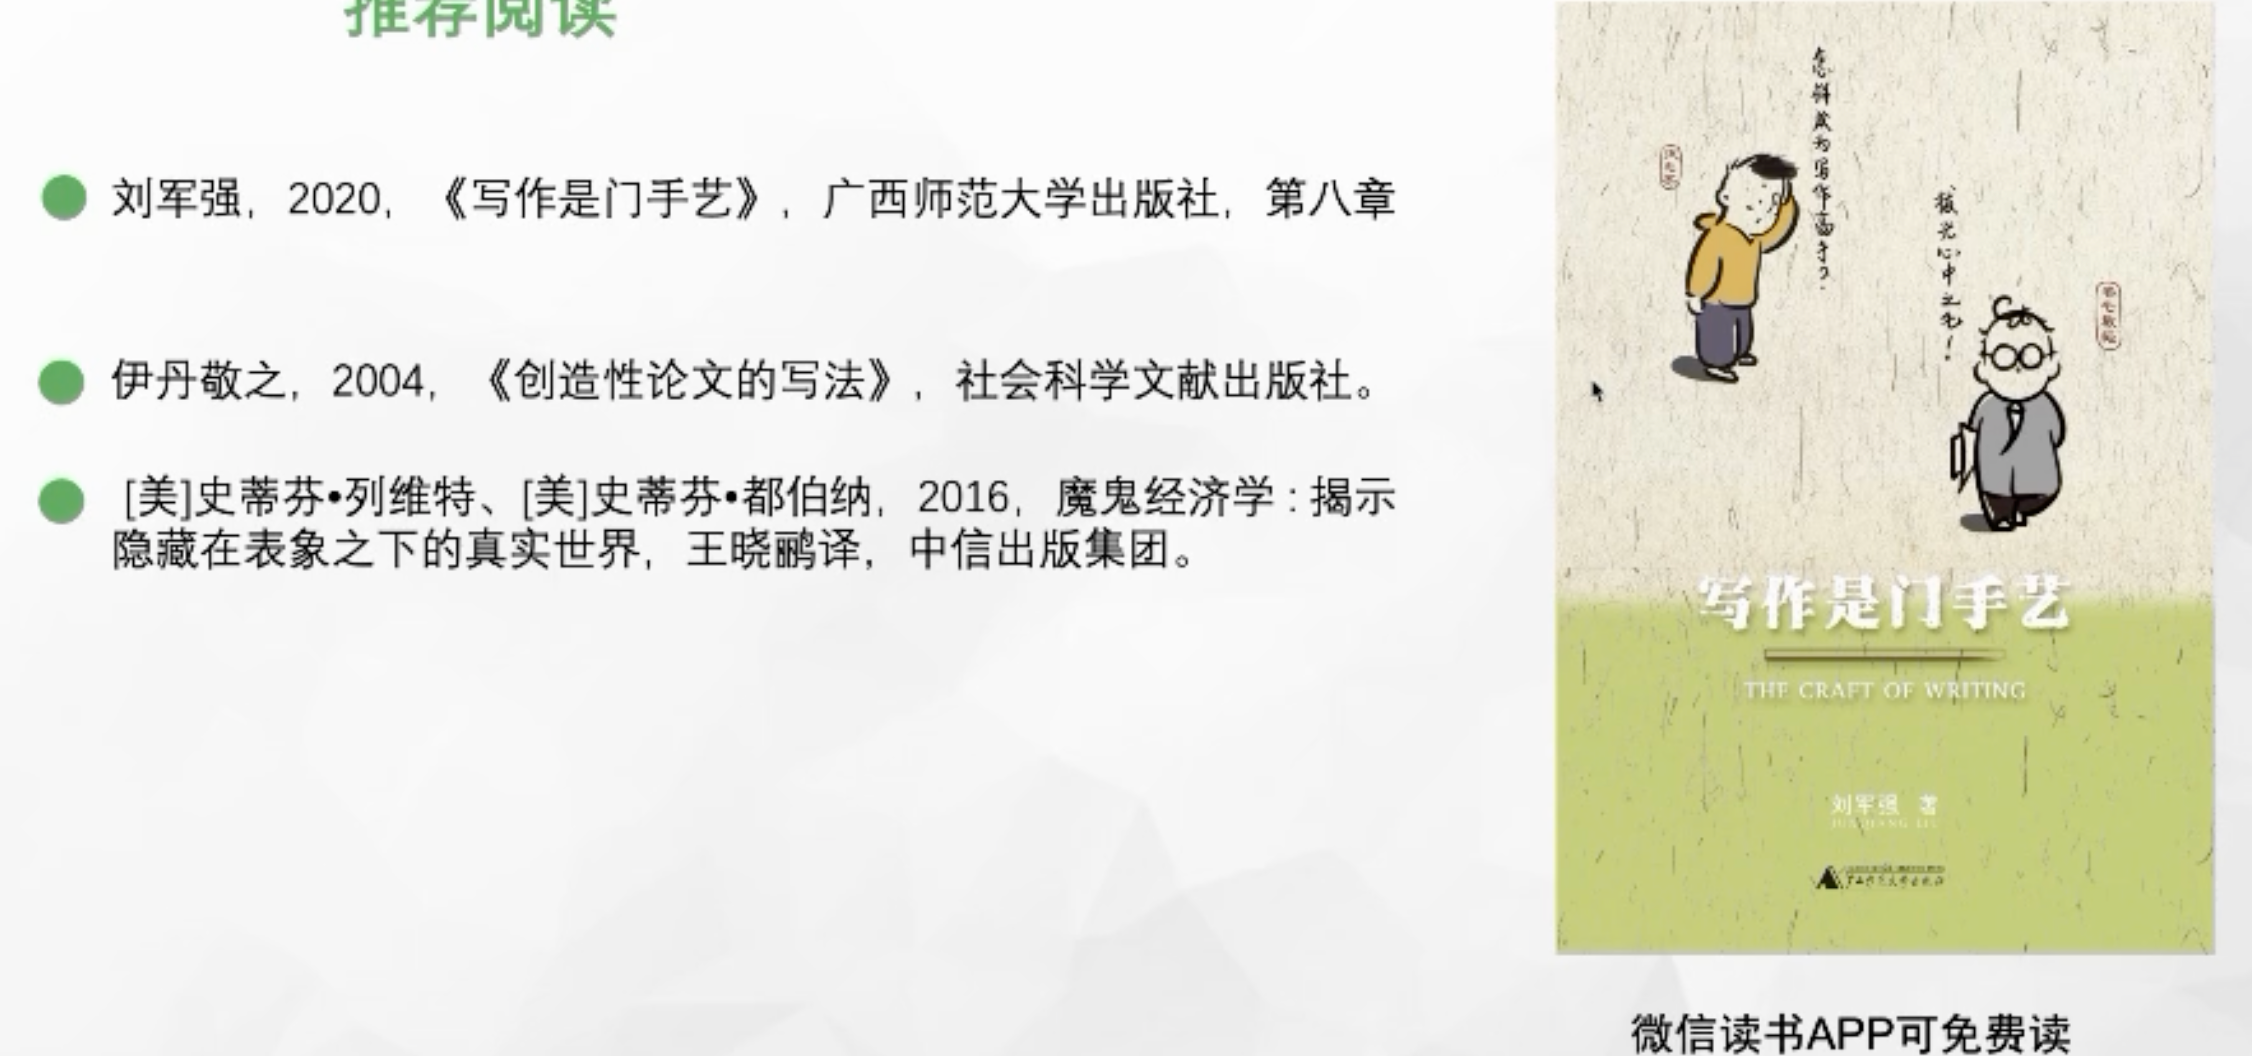 推荐阅读
刘军强，2020，《写作是门手艺》，广西师范大学出版社，第八章
伊丹敬之，2004，《创造性论文的写法》，社会科学文献出版社。
[美]史蒂芬•列维特、[美]史蒂芬•都伯纳，2016，魔鬼经济学：揭示
隐藏在表象之下的真实世界，王晓鹂译，中信出版集团。
怎样成为写作高手？
拔光心中之毛！
写作是门手艺
THE CRAFT OF WRITING
刘军强 著
微信读书APP可免费读